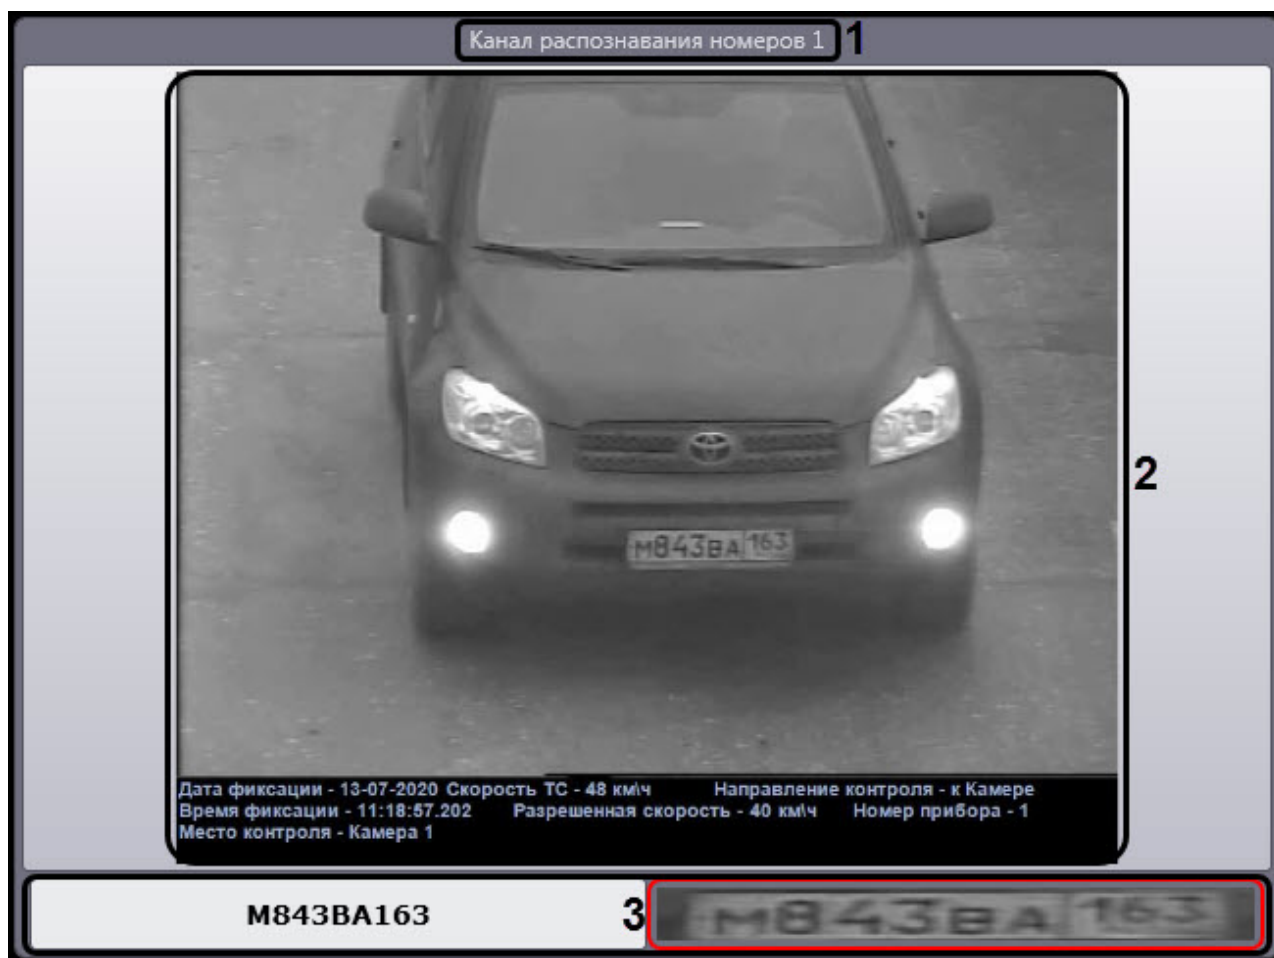 Канал распознавания номеров 1
1
2
М843ВА 163
Дата фиксации - 13-07-2020 Скорость ТС - 48 км\ч Направление контроля - к Камере
Время фиксации - 11:18:57.202 Разрешенная скорость - 40 км\ч Номер прибора - 1
Место контроля - Камера 1
М843ВА163
3
М843ВА 163